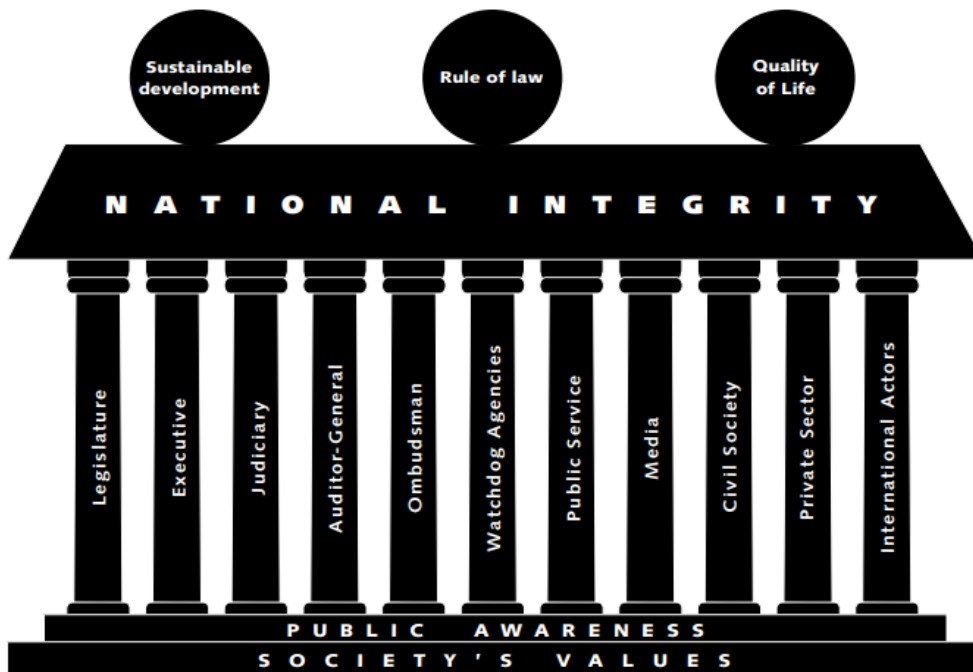 Sustainable
development
Rule of law
Quality
of Life
NATIONAL INTEGRITY
Legislature
Executive
Judiciary
Auditor-General
Ombudsman
Watchdog Agencies
Public Service
Media
Civil Society
Private Sector
International Actors
PUBLIC AWARENESS
SOCIETY'S VALUES